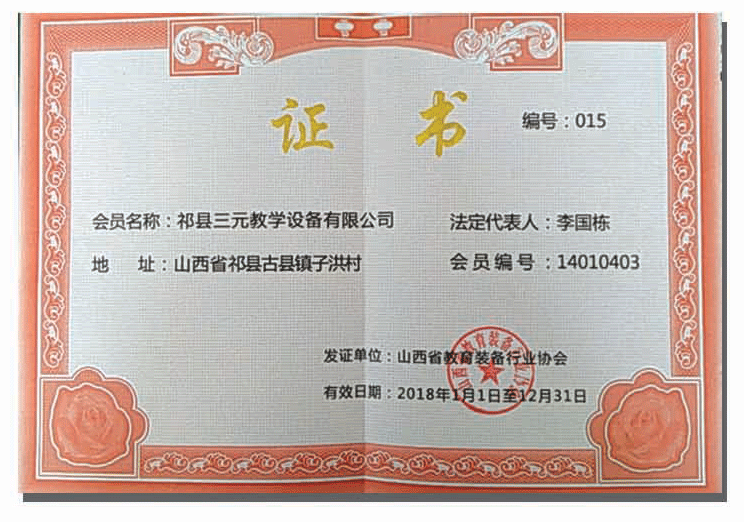 证 书
编号：015
会员名称：祁县三元教学设备有限公司
法定代表人：李国栋
地 址：山西省祁县古县镇子洪村
会员编号：14010403
发证单位：山西省教育装备行业协会
有效日期：2018年1月1日至12月31日